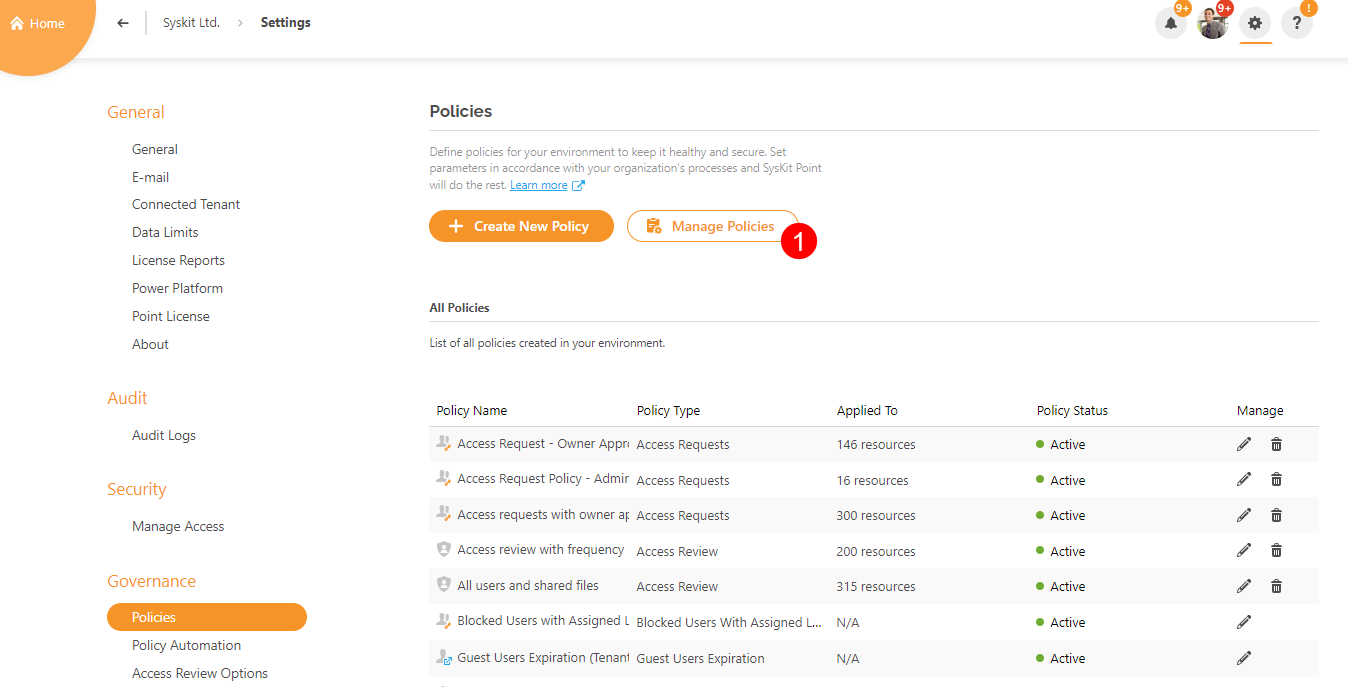 Home
Syskit Ltd. > Settings
9+
9+
?
!
General
General
E-mail
Connected Tenant
Data Limits
License Reports
Power Platform
Point License
About
Audit
Audit Logs
Security
Manage Access
Governance
Policies
Policy Automation
Access Review Options
Policies
Define policies for your environment to keep it healthy and secure. Set
parameters in accordance with your organization's processes and SysKit Point
will do the rest. Learn more
+ Create New Policy
Manage Policies
1
All Policies
List of all policies created in your environment.
Policy Name Policy Type Applied To Policy Status Manage
Access Request - Owner Appr Access Requests 146 resources Active
Access Request Policy - Admir Access Requests 16 resources Active
Access requests with owner ap Access Requests 300 resources Active
Access review with frequency Access Review 200 resources Active
All users and shared files Access Review 315 resources Active
Blocked Users with Assigned L Blocked Users With Assigned L... N/A Active
Guest Users Expiration (Tenant Guest Users Expiration N/A Active